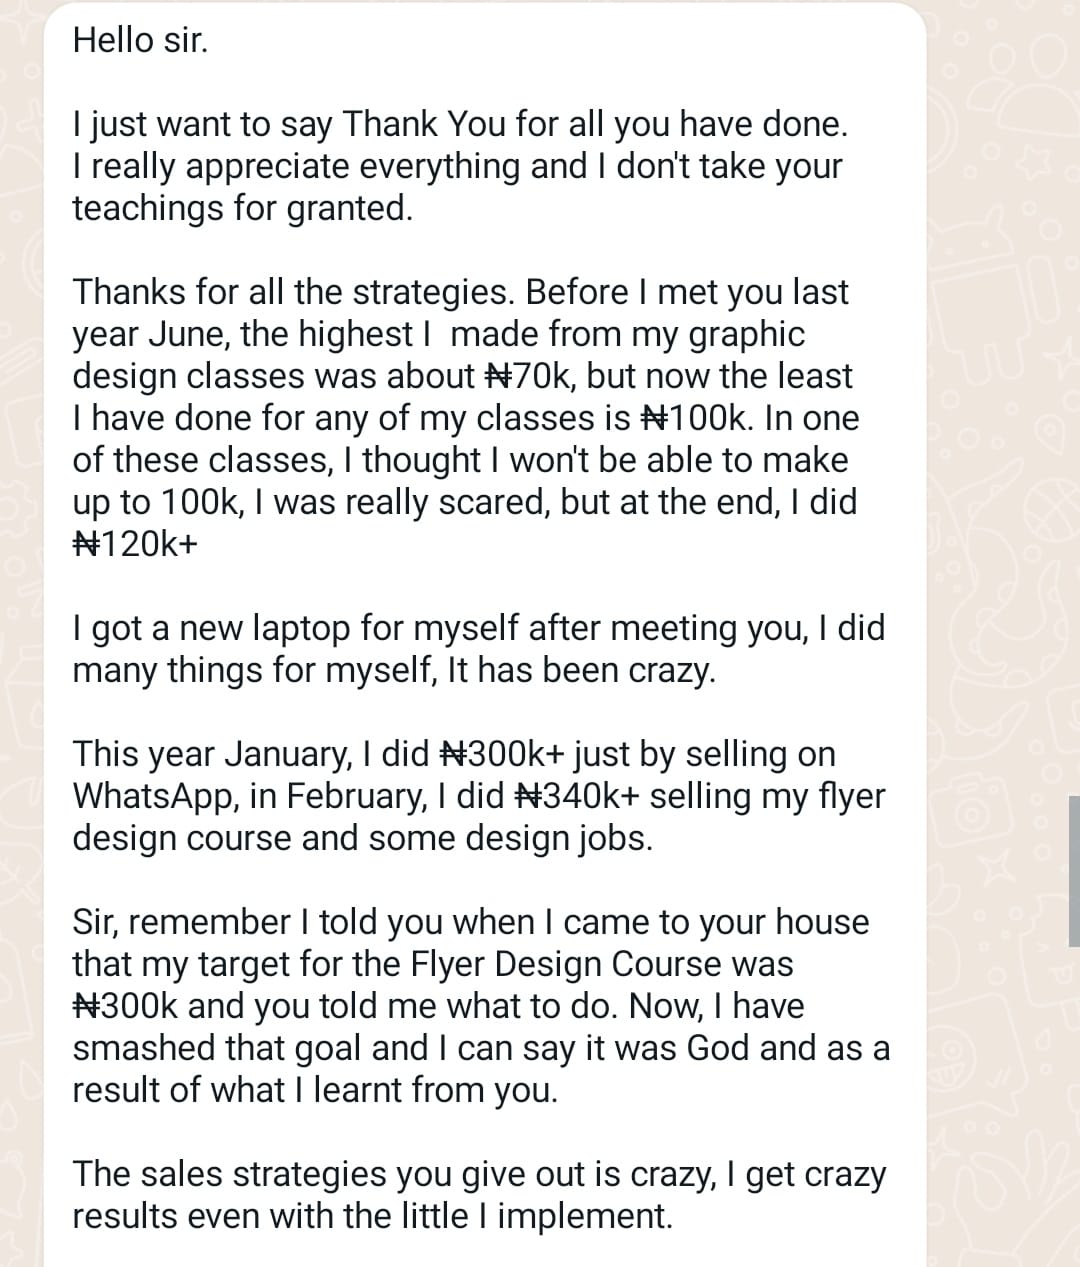 Hello sir.
I just want to say Thank You for all you have done.
I really appreciate everything and I don't take your
teachings for granted.
Thanks for all the strategies. Before I met you last
year June, the highest I  made from my graphic
design classes was about ₦70k, but now the least
I have done for any of my classes is ₦100k. In one
of these classes, I thought I won't be able to make
up to 100k, I was really scared, but at the end, I did
₦120k+
I got a new laptop for myself after meeting you, I did
many things for myself, It has been crazy.
This year January, I did ₦300k+ just by selling on
WhatsApp, in February, I did ₦340k+ selling my flyer
design course and some design jobs.
Sir, remember I told you when I came to your house
that my target for the Flyer Design Course was
₦300k and you told me what to do. Now, I have
smashed that goal and I can say it was God and as a
result of what I learnt from you.
The sales strategies you give out is crazy, I get crazy
results even with the little I implement.